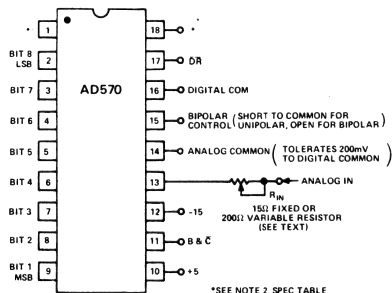 1
18
*
BIT 8
LSB
2
17
D̅R̅
BIT 7
3
AD570
16
DIGITAL COM
BIT 6
4
15
BIPOLAR CONTROL (SHORT TO COMMON FOR UNIPOLAR, OPEN FOR BIPOLAR)
BIT 5
5
14
ANALOG COMMON (TOLERATES 200mV TO DIGITAL COMMON)
BIT 4
6
13
ANALOG IN
RIN
15Ω FIXED OR
200Ω VARIABLE RESISTOR
(SEE TEXT)
BIT 3
7
12
-15
BIT 2
8
11
B & C̅
BIT 1
MSB
9
10
+5
*SEE NOTE 2 SPEC TABLE